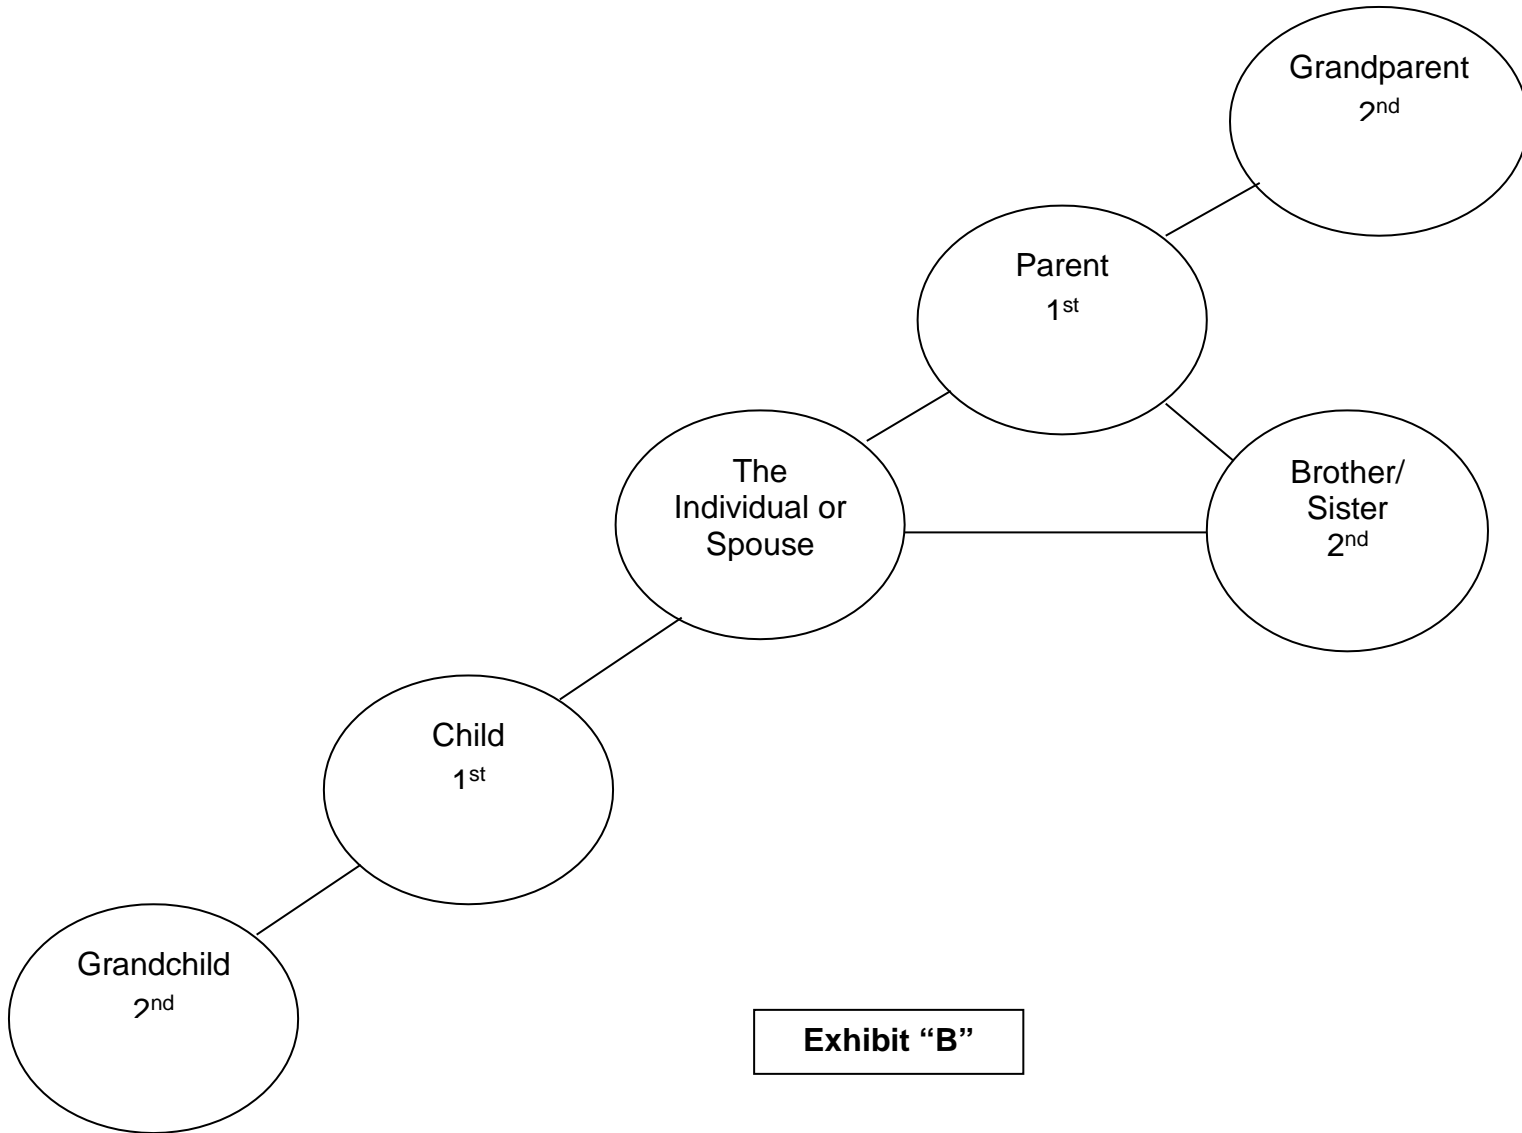 Grandparent
2nd
Parent
1st
The
Individual or
Spouse
Brother/
Sister
2nd
Child
1st
Grandchild
2nd
Exhibit “B”